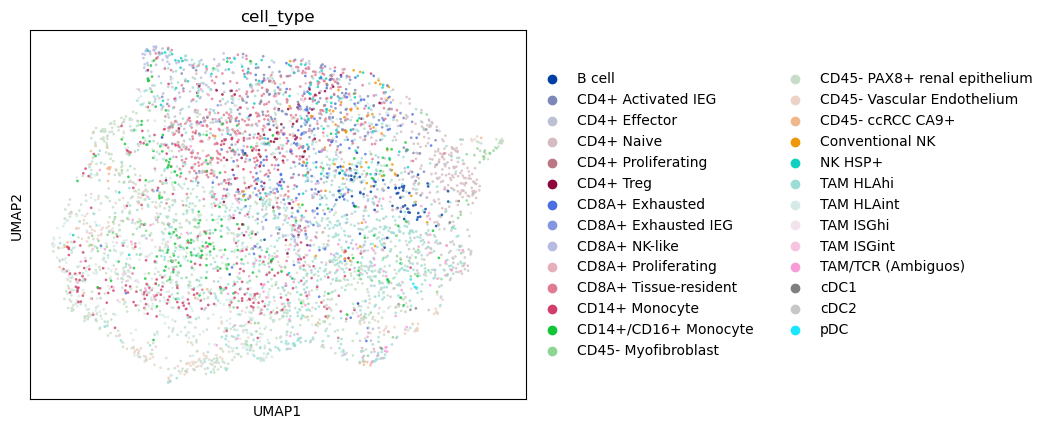 cell_type
UMAP2
UMAP1
B cell
CD4+ Activated IEG
CD4+ Effector
CD4+ Naive
CD4+ Proliferating
CD4+ Treg
CD8A+ Exhausted
CD8A+ Exhausted IEG
CD8A+ NK-like
CD8A+ Proliferating
CD8A+ Tissue-resident
CD14+ Monocyte
CD14+/CD16+ Monocyte
CD45- Myofibroblast
CD45- PAX8+ renal epithelium
CD45- Vascular Endothelium
CD45- ccRCC CA9+
Conventional NK
NK HSP+
TAM HLAhi
TAM HLAint
TAM ISGhi
TAM ISGint
TAM/TCR (Ambiguos)
cDC1
cDC2
pDC